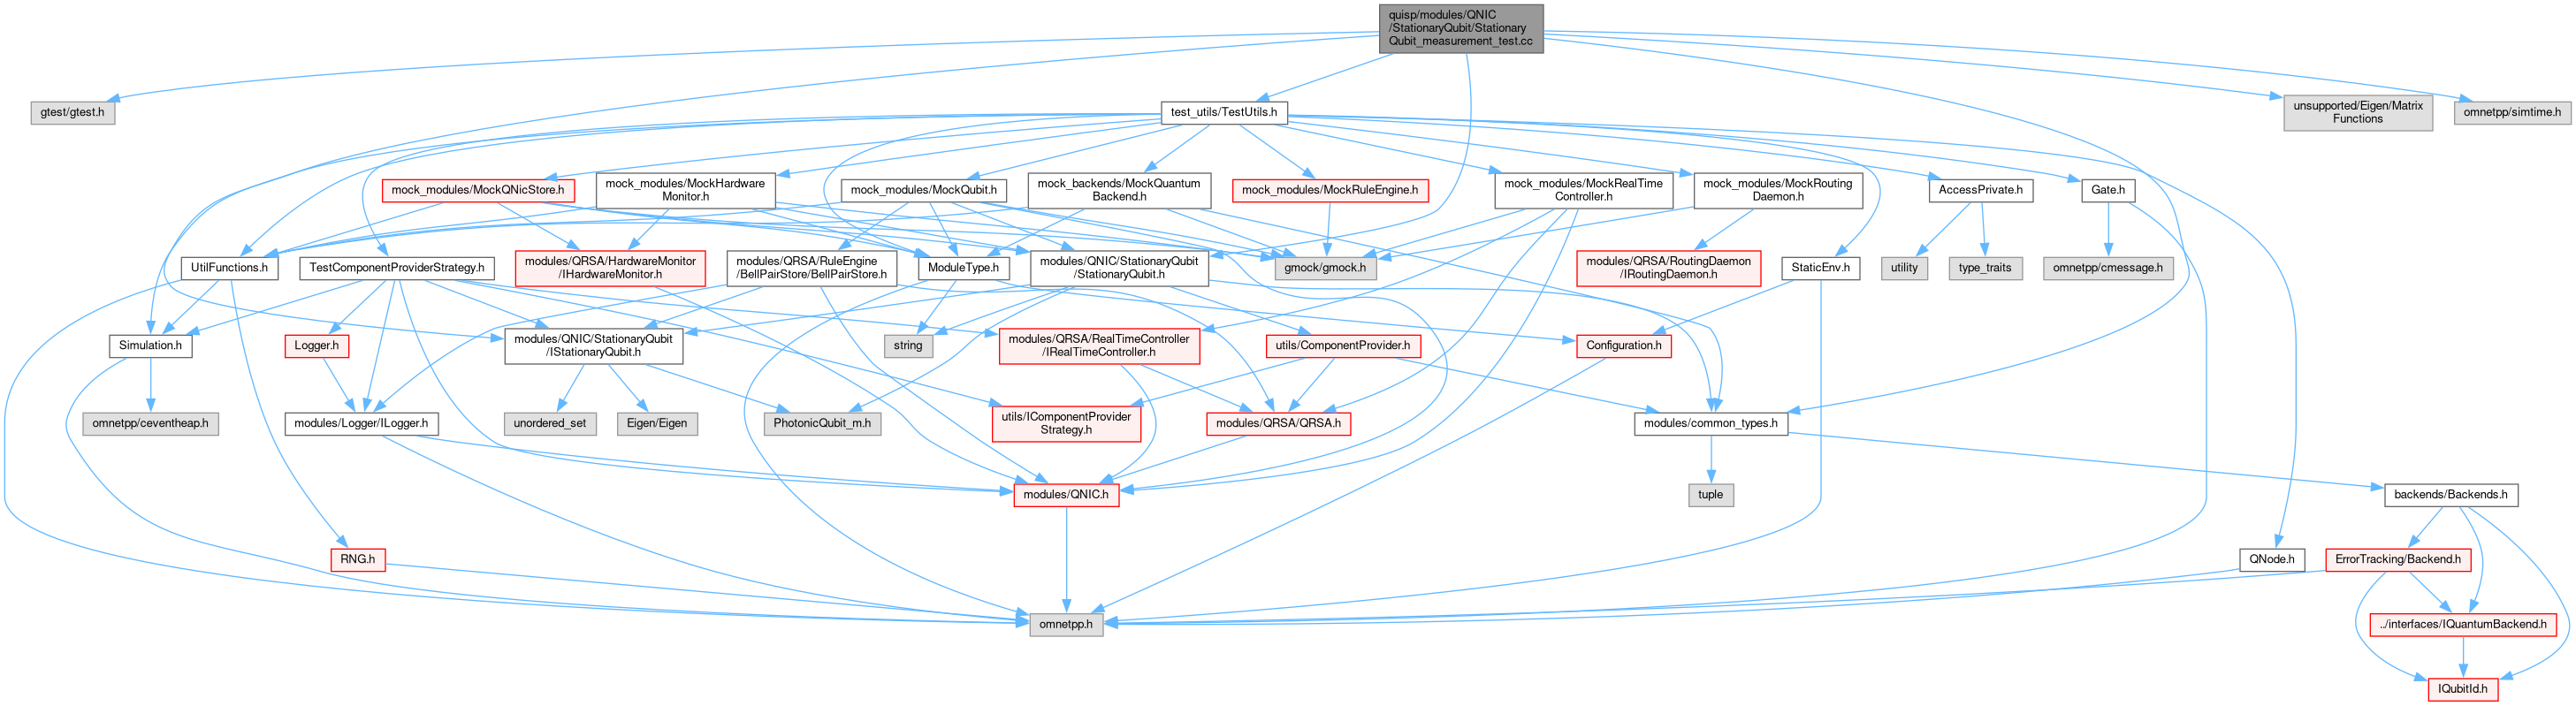 quisp/modules/QNIC
/StationaryQubit/Stationary
Qubit_measurement_test.cc
gtest/gtest.h
test_utils/TestUtils.h
unsupported/Eigen/Matrix
Functions
omnetpp/simtime.h
mock_modules/MockQNicStore.h
mock_modules/MockHardware
Monitor.h
mock_modules/MockQubit.h
mock_backends/MockQuantum
Backend.h
mock_modules/MockRuleEngine.h
mock_modules/MockRealTime
Controller.h
mock_modules/MockRouting
Daemon.h
AccessPrivate.h
Gate.h
UtilFunctions.h
TestComponentProviderStrategy.h
modules/QRSA/HardwareMonitor
/IHardwareMonitor.h
modules/QRSA/RuleEngine
/BellPairStore/BellPairStore.h
ModuleType.h
modules/QNIC/StationaryQubit
/StationaryQubit.h
gmock/gmock.h
modules/QRSA/RoutingDaemon
/IRoutingDaemon.h
StaticEnv.h
utility
type_traits
omnetpp/cmessage.h
Simulation.h
Logger.h
modules/QNIC/StationaryQubit
/IStationaryQubit.h
string
modules/QRSA/RealTimeController
/IRealTimeController.h
utils/ComponentProvider.h
Configuration.h
omnetpp/ceventheap.h
modules/Logger/ILogger.h
unordered_set
Eigen/Eigen
PhotonicQubit_m.h
utils/IComponentProvider
Strategy.h
modules/QRSA/QRSA.h
modules/common_types.h
modules/QNIC.h
tuple
backends/Backends.h
RNG.h
QNode.h
ErrorTracking/Backend.h
omnetpp.h
../interfaces/IQuantumBackend.h
IQubitId.h